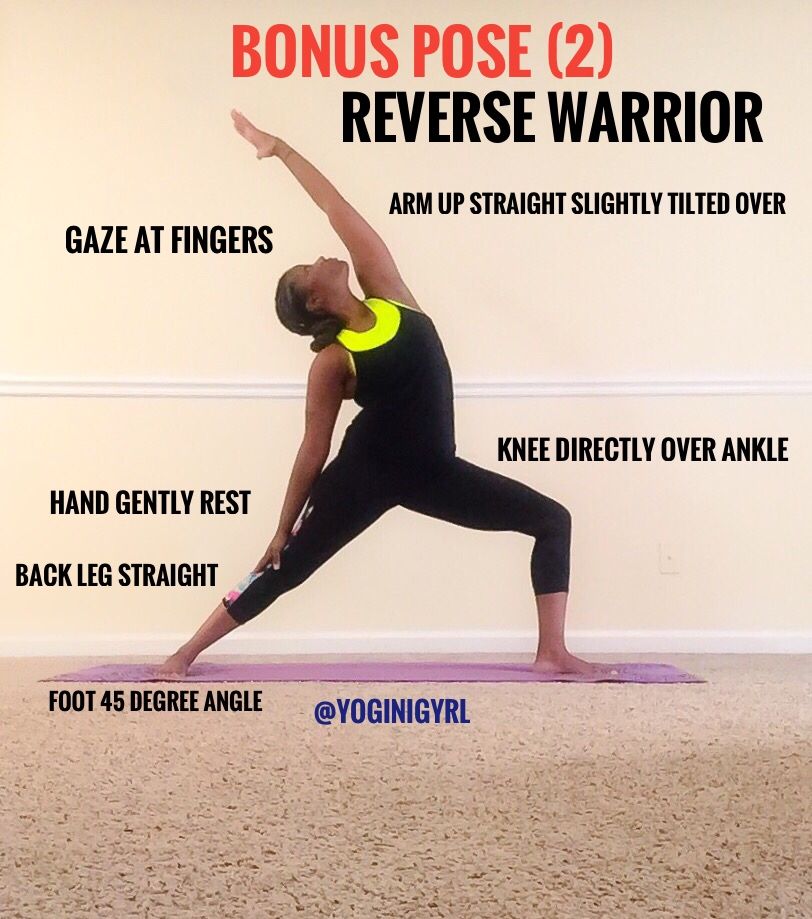 BONUS POSE (2)
REVERSE WARRIOR
ARM UP STRAIGHT SLIGHTLY TILTED OVER
GAZE AT FINGERS
KNEE DIRECTLY OVER ANKLE
HAND GENTLY REST
BACK LEG STRAIGHT
FOOT 45 DEGREE ANGLE
@YOGINIGYRL